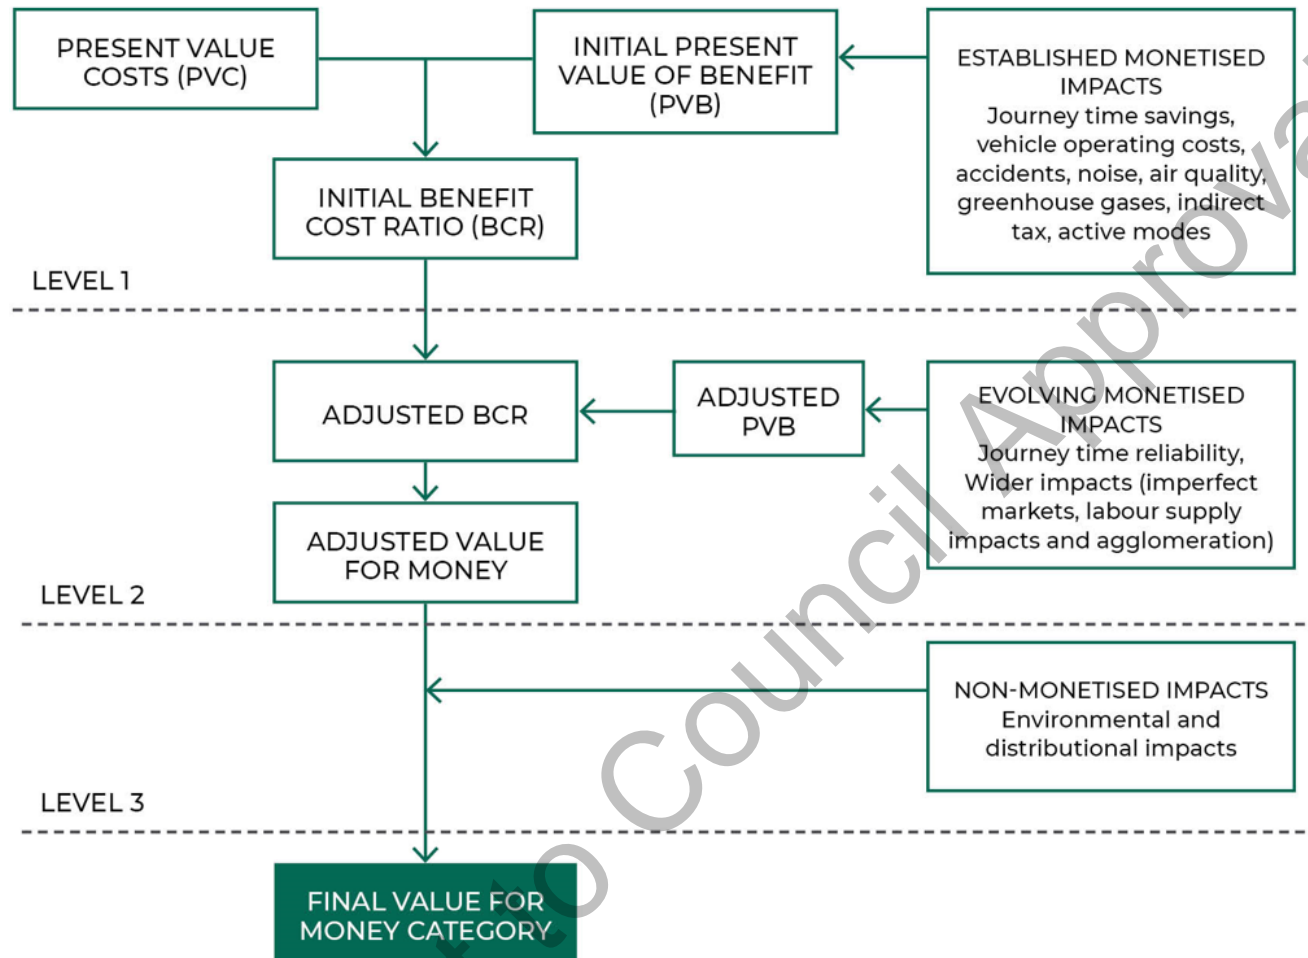 PRESENT VALUE
COSTS (PVC)
INITIAL PRESENT
VALUE OF BENEFIT
(PVB)
ESTABLISHED MONETISED
IMPACTS
Journey time savings,
vehicle operating costs,
accidents, noise, air quality,
greenhouse gases, indirect
tax, active modes
INITIAL BENEFIT
COST RATIO (BCR)
LEVEL 1
ADJUSTED BCR
ADJUSTED
PVB
EVOLVING MONETISED
IMPACTS
Journey time reliability,
Wider impacts (imperfect
markets, labour supply
impacts and agglomeration)
ADJUSTED VALUE
FOR MONEY
LEVEL 2
NON-MONETISED IMPACTS
Environmental and
distributional impacts
LEVEL 3
FINAL VALUE FOR
MONEY CATEGORY
to Council